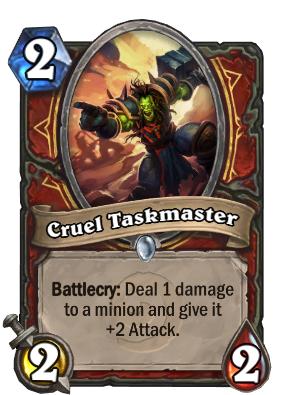 2
Cruel Taskmaster
Battlecry: Deal 1 damage
to a minion and give it
+2 Attack.
2
2